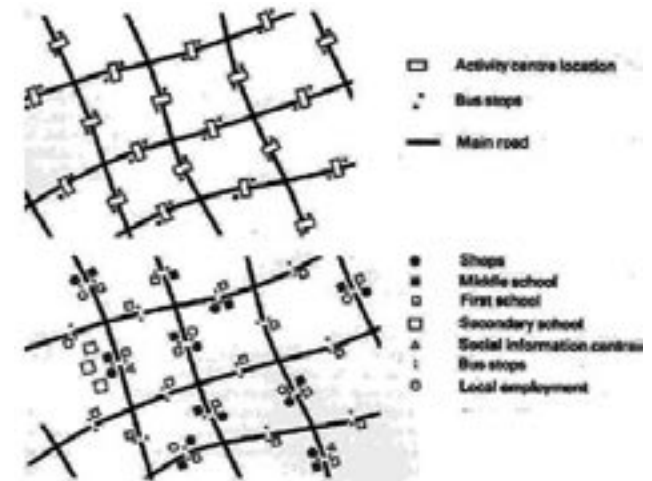 Activity centre location
Bus stops
Main road
Shops
Middle school
First school
Secondary school
Social information centres
Bus stops
Local employment